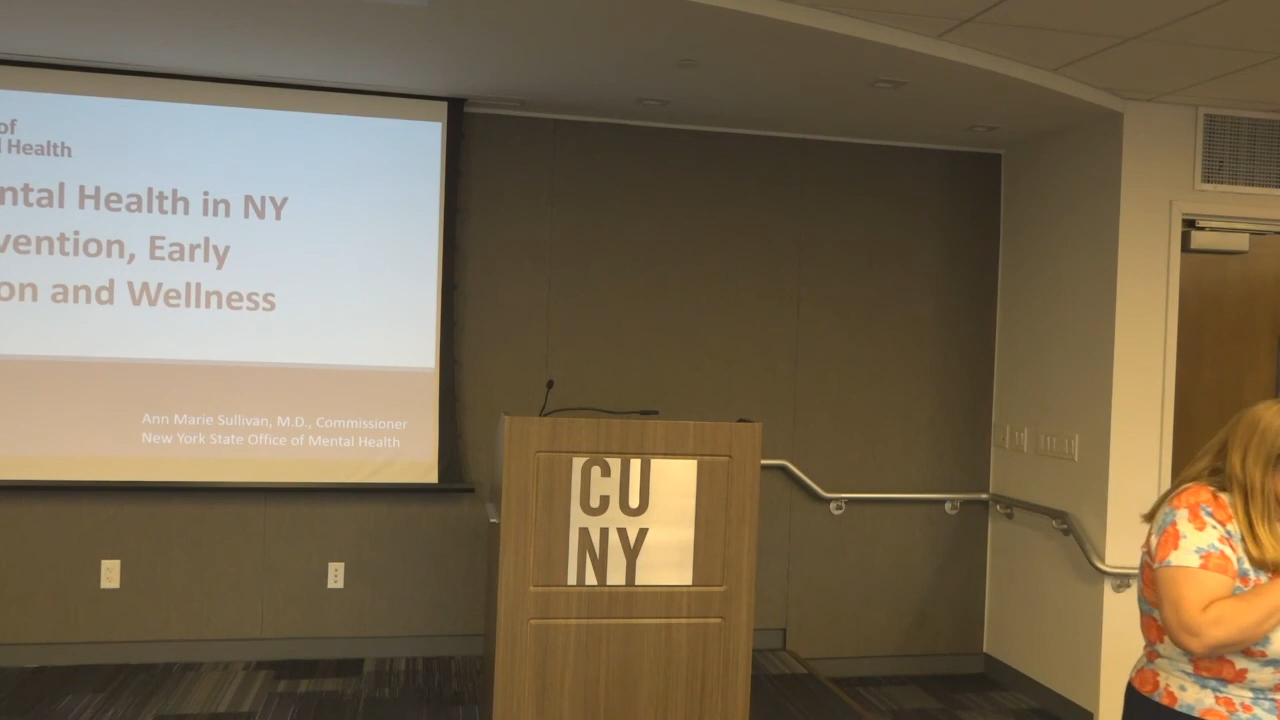 of
l Health
ntal Health in NY
vention, Early
on and Wellness
Ann Marie Sullivan, M.D., Commissioner
New York State Office of Mental Health
CU
NY